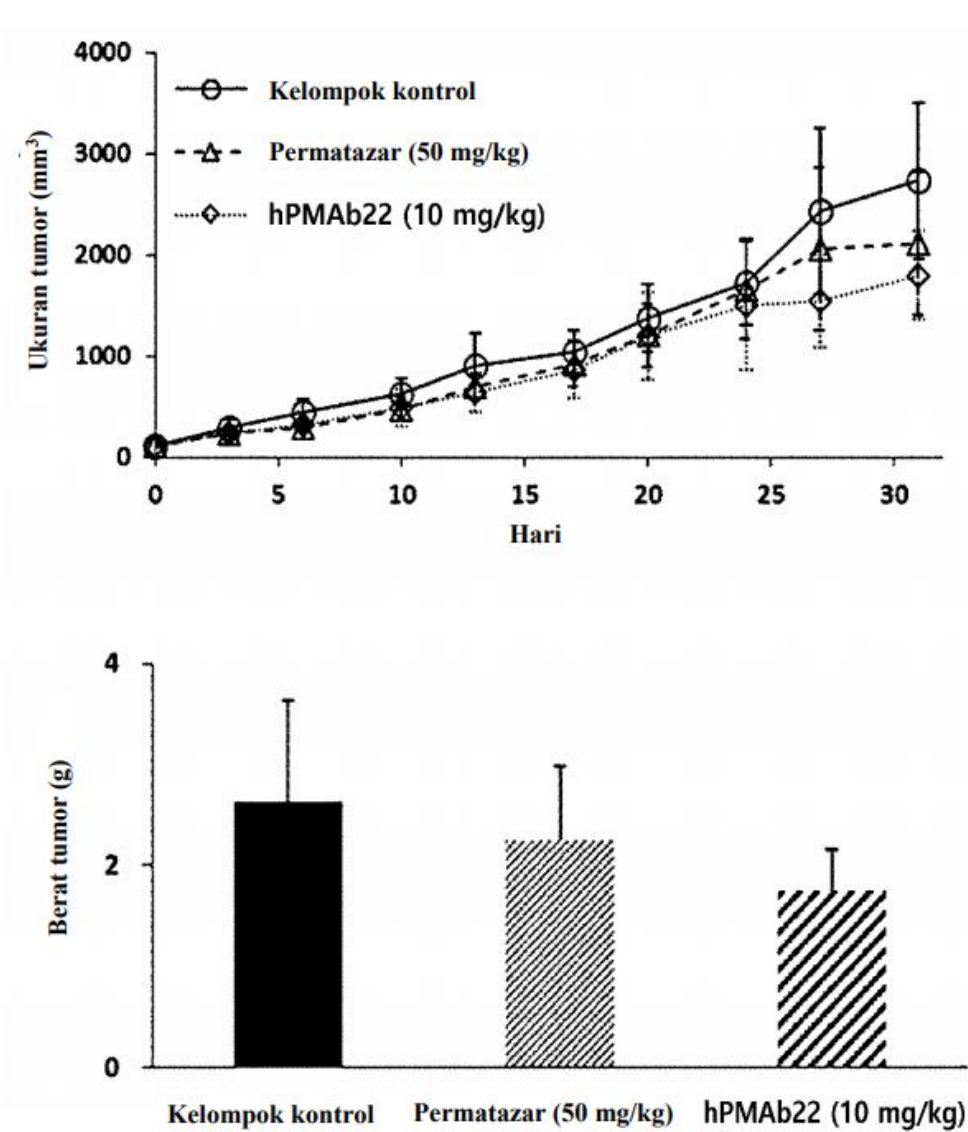 4000
3000
2000
1000
0
Ukuran tumor (mm³)
Kelompok kontrol
Permatazar (50 mg/kg)
hPMAb22 (10 mg/kg)
0 5 10 15 20 25 30
Hari
4
2
0
Berat tumor (g)
Kelompok kontrol Permatazar (50 mg/kg) hPMAb22 (10 mg/kg)